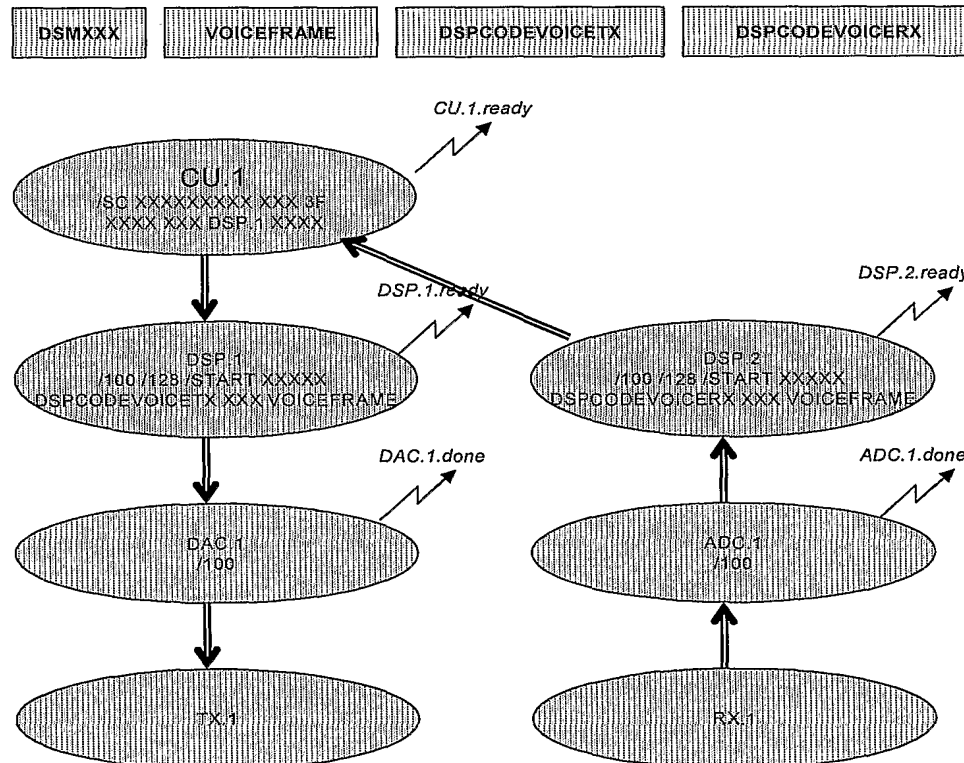 DSMXXX VOICEFRAME DSPCODEVOICETX DSPCODEVOICERX
CU.1.ready
CU.1
/SC XXXXXXXXX XXX 3F
XXXX XXX DSP.1 XXXX
DSP.1.ready
DSP.2.ready
DSP.1
/100 /128 /START XXXXX
DSPCODEVOICETX XXX VOICEFRAME
DSP.2
/100 /128 /START XXXXX
DSPCODEVOICERX XXX VOICEFRAME
DAC.1.done
ADC.1.done
DAC.1
/100
ADC.1
/100
TX.1
RX.1